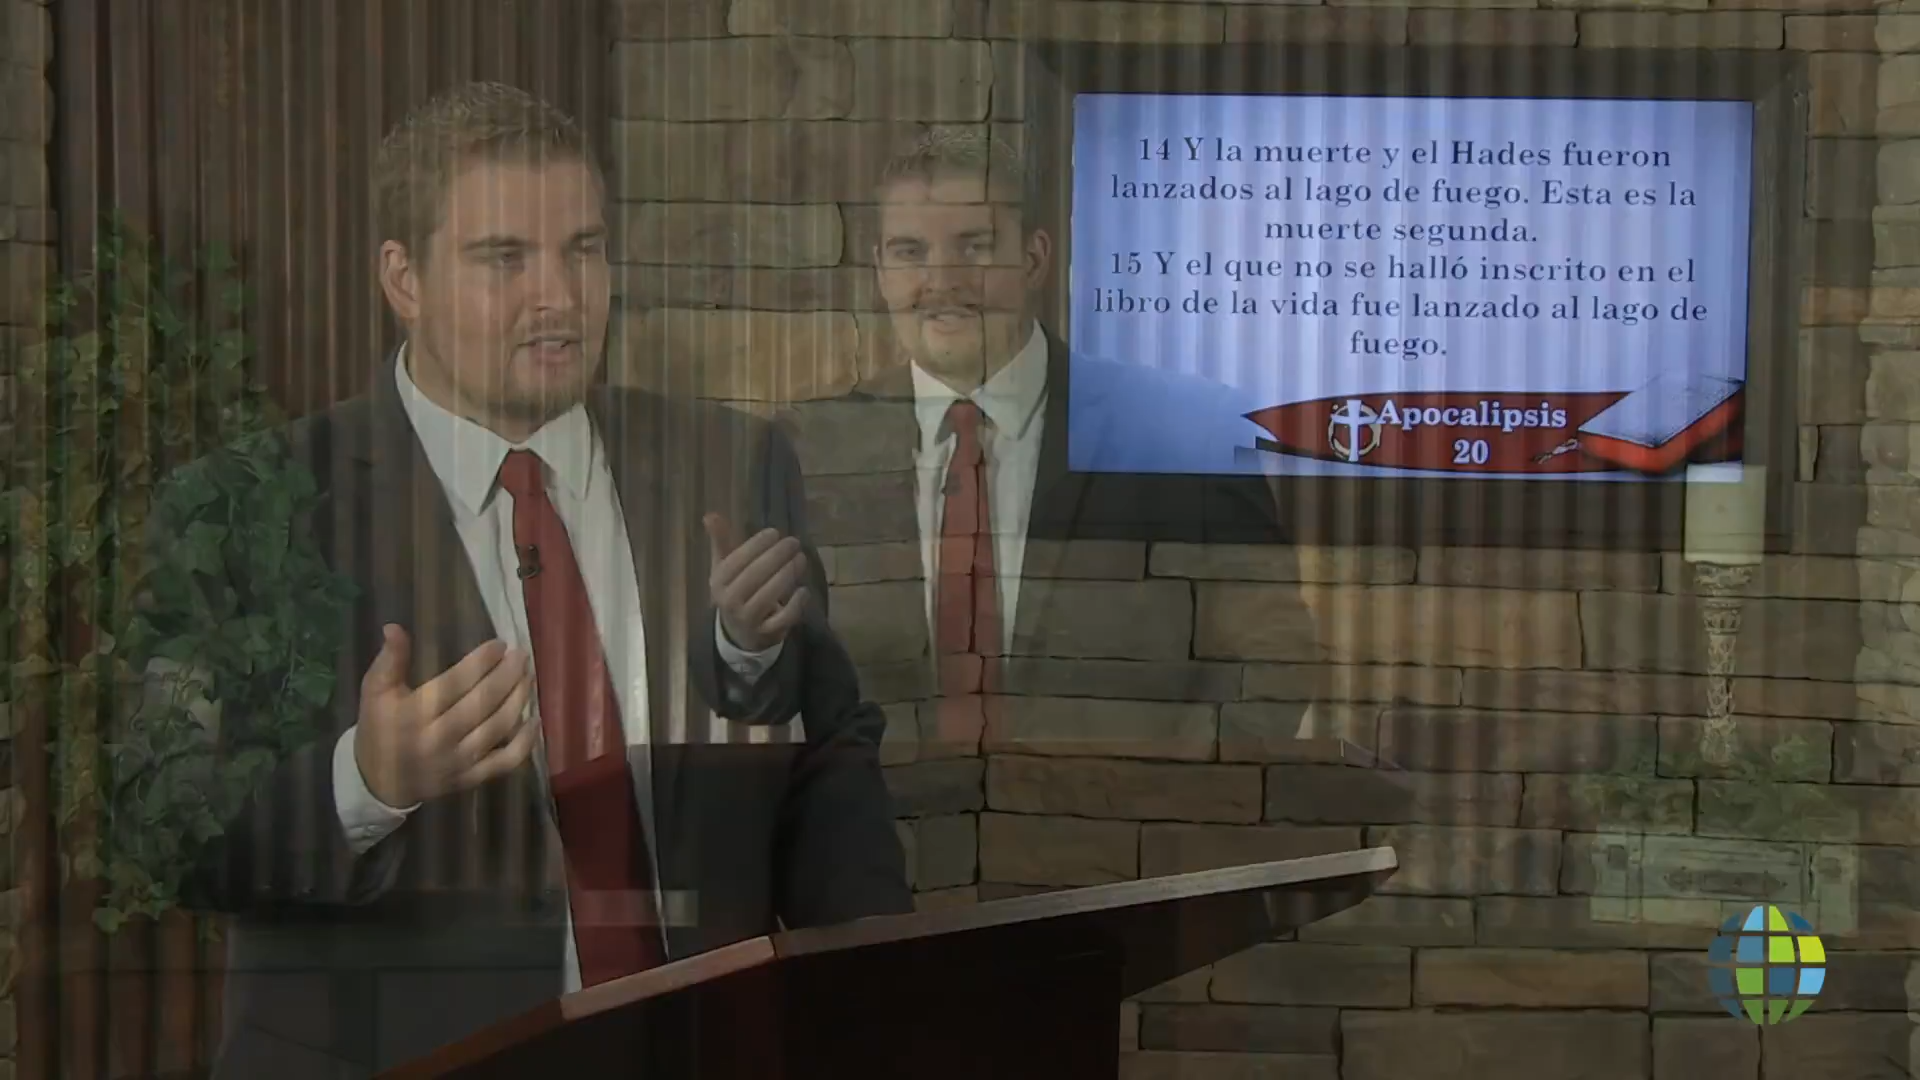 14 Y la muerte y el Hades fueron
lanzados al lago de fuego. Esta es la
muerte segunda.
15 Y el que no se halló inscrito en el
libro de la vida fue lanzado al lago de
fuego.
Apocalipsis
20